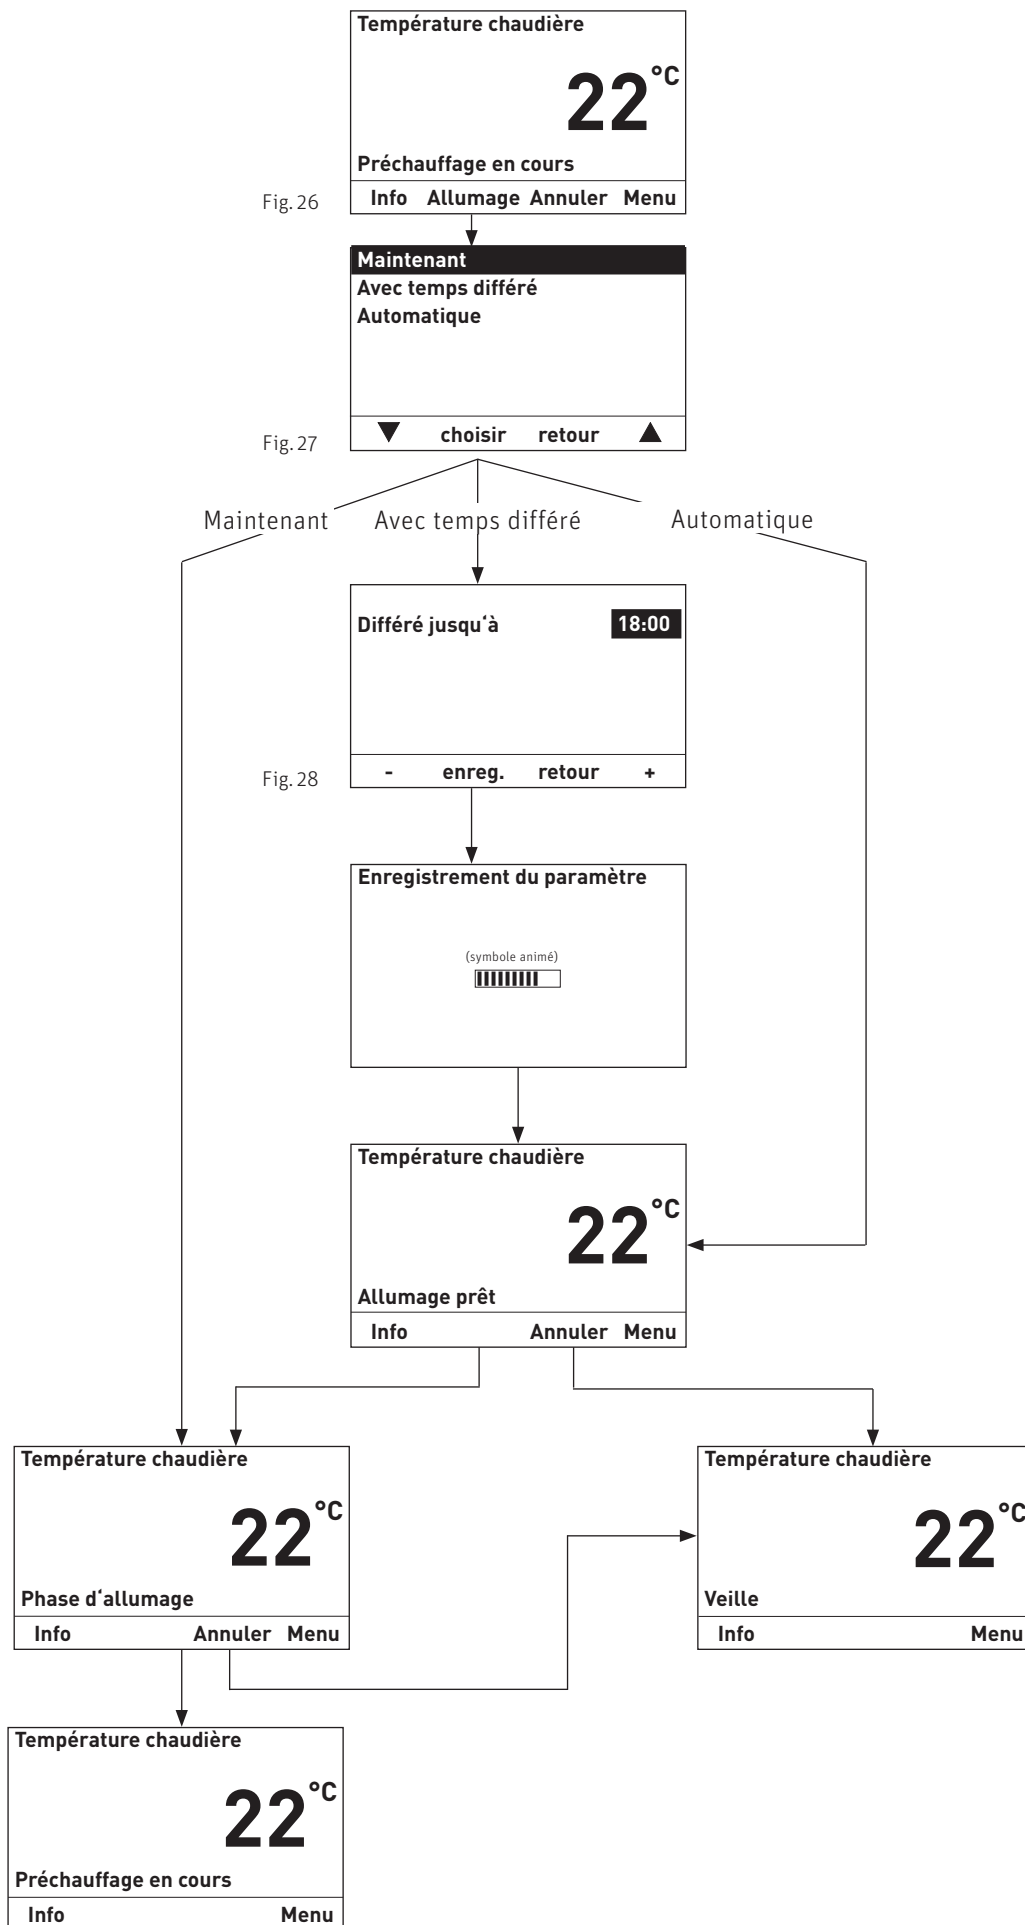 Température chaudière
22°C
Préchauffage en cours
Info Allumage Annuler Menu
Fig. 26
Maintenant
Avec temps différé
Automatique
▼ choisir retour ▲
Fig. 27
Maintenant Avec temps différé Automatique
Différé jusqu‘à 18:00
- enreg. retour +
Fig. 28
Enregistrement du paramètre
(symbole animé)
Température chaudière
22°C
Allumage prêt
Info Annuler Menu
Température chaudière
22°C
Phase d‘allumage
Info Annuler Menu
Température chaudière
22°C
Veille
Info Menu
Température chaudière
22°C
Préchauffage en cours
Info Menu